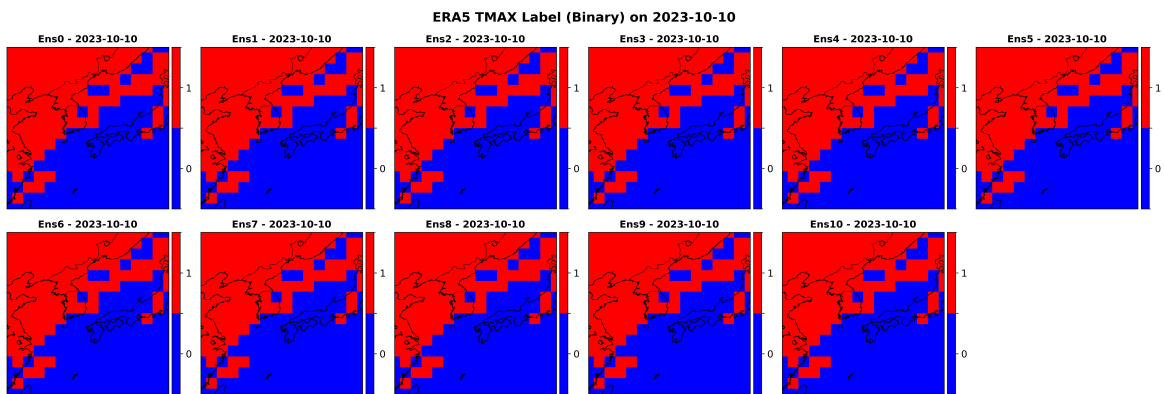 ERA5 TMAX Label (Binary) on 2023-10-10
Ens0 - 2023-10-10
1
0
Ens1 - 2023-10-10
1
0
Ens2 - 2023-10-10
1
0
Ens3 - 2023-10-10
1
0
Ens4 - 2023-10-10
1
0
Ens5 - 2023-10-10
1
0
Ens6 - 2023-10-10
1
0
Ens7 - 2023-10-10
1
0
Ens8 - 2023-10-10
1
0
Ens9 - 2023-10-10
1
0
Ens10 - 2023-10-10
1
0